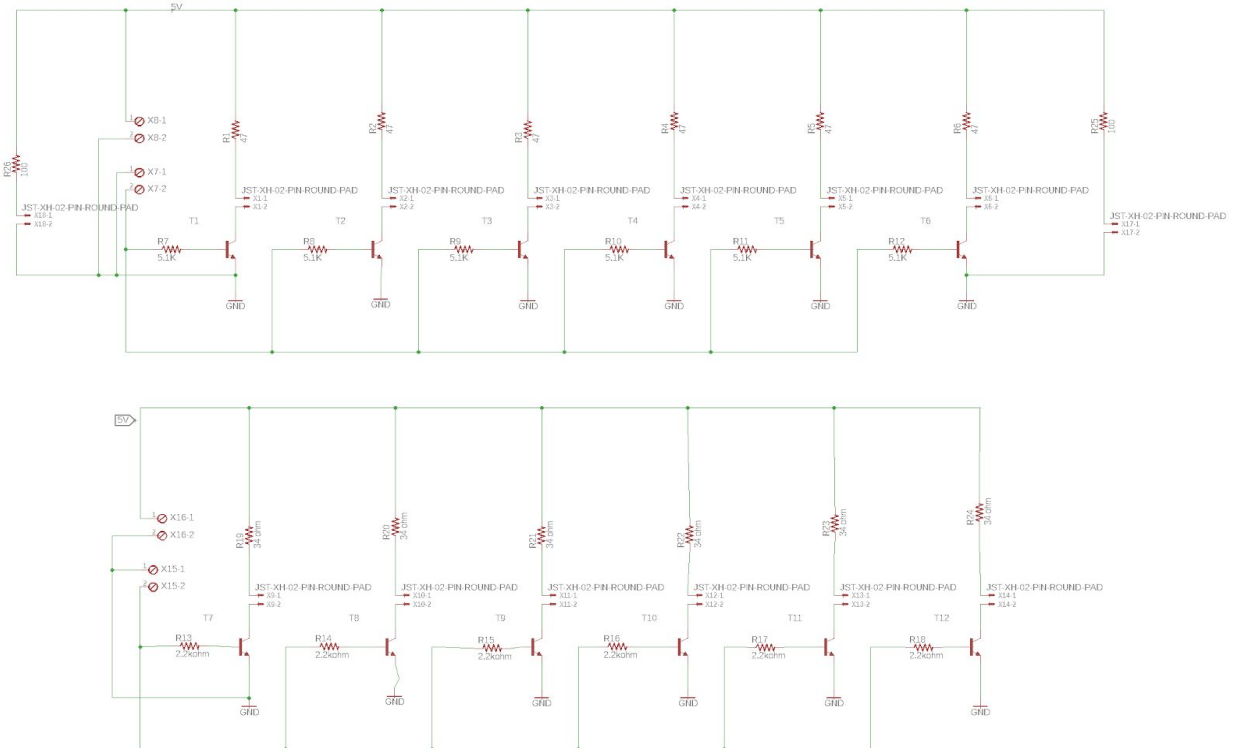 5V
R26
100
1 X8-1
2 X8-2
1 X7-1
2 X7-2
JST-XH-02-PIN-ROUND-PAD
X18-1
X18-2
R1
47
JST-XH-02-PIN-ROUND-PAD
X1-1
X1-2
T1
R7
5.1K
GND
R2
47
JST-XH-02-PIN-ROUND-PAD
X2-1
X2-2
T2
R8
5.1K
GND
R3
47
JST-XH-02-PIN-ROUND-PAD
X3-1
X3-2
T3
R9
5.1K
GND
R4
47
JST-XH-02-PIN-ROUND-PAD
X4-1
X4-2
T4
R10
5.1K
GND
R5
47
JST-XH-02-PIN-ROUND-PAD
X5-1
X5-2
T5
R11
5.1K
GND
R6
47
JST-XH-02-PIN-ROUND-PAD
X6-1
X6-2
T6
R12
5.1K
GND
R25
100
JST-XH-02-PIN-ROUND-PAD
X17-1
X17-2
5V
1 X16-1
2 X16-2
1 X15-1
2 X15-2
R19
34 ohm
JST-XH-02-PIN-ROUND-PAD
X9-1
X9-2
T7
R13
2.2kohm
GND
R20
34 ohm
JST-XH-02-PIN-ROUND-PAD
X10-1
X10-2
T8
R14
2.2kohm
GND
R21
34 ohm
JST-XH-02-PIN-ROUND-PAD
X11-1
X11-2
T9
R15
2.2kohm
GND
R22
34 ohm
JST-XH-02-PIN-ROUND-PAD
X12-1
X12-2
T10
R16
2.2kohm
GND
R23
34 ohm
JST-XH-02-PIN-ROUND-PAD
X13-1
X13-2
T11
R17
2.2kohm
GND
R24
34 ohm
JST-XH-02-PIN-ROUND-PAD
X14-1
X14-2
T12
R18
2.2kohm
GND